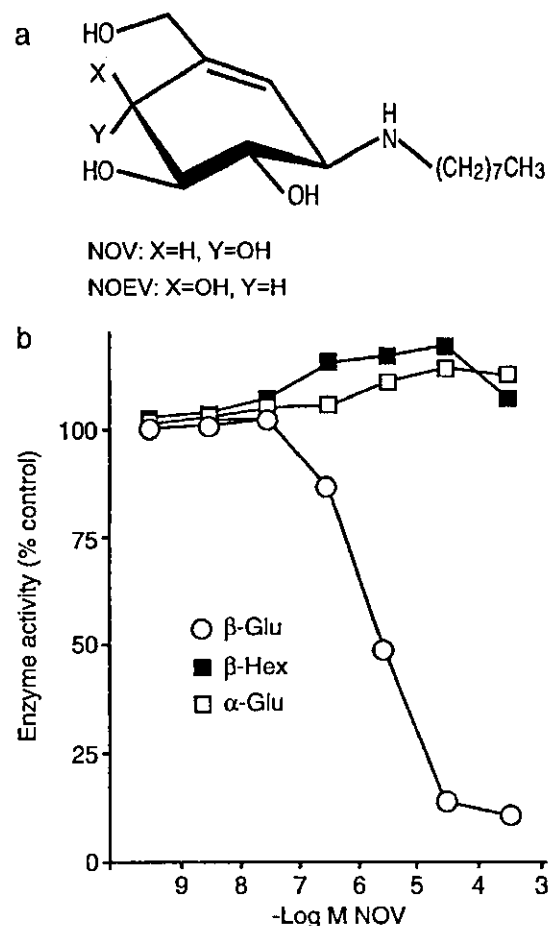 a
HO
X
Y
HO
OH
H
N
(CH2)7CH3
NOV: X=H, Y=OH
NOEV: X=OH, Y=H
b
Enzyme activity (% control)
100
75
50
25
0
β-Glu
β-Hex
α-Glu
9 8 7 6 5 4 3
-Log M NOV